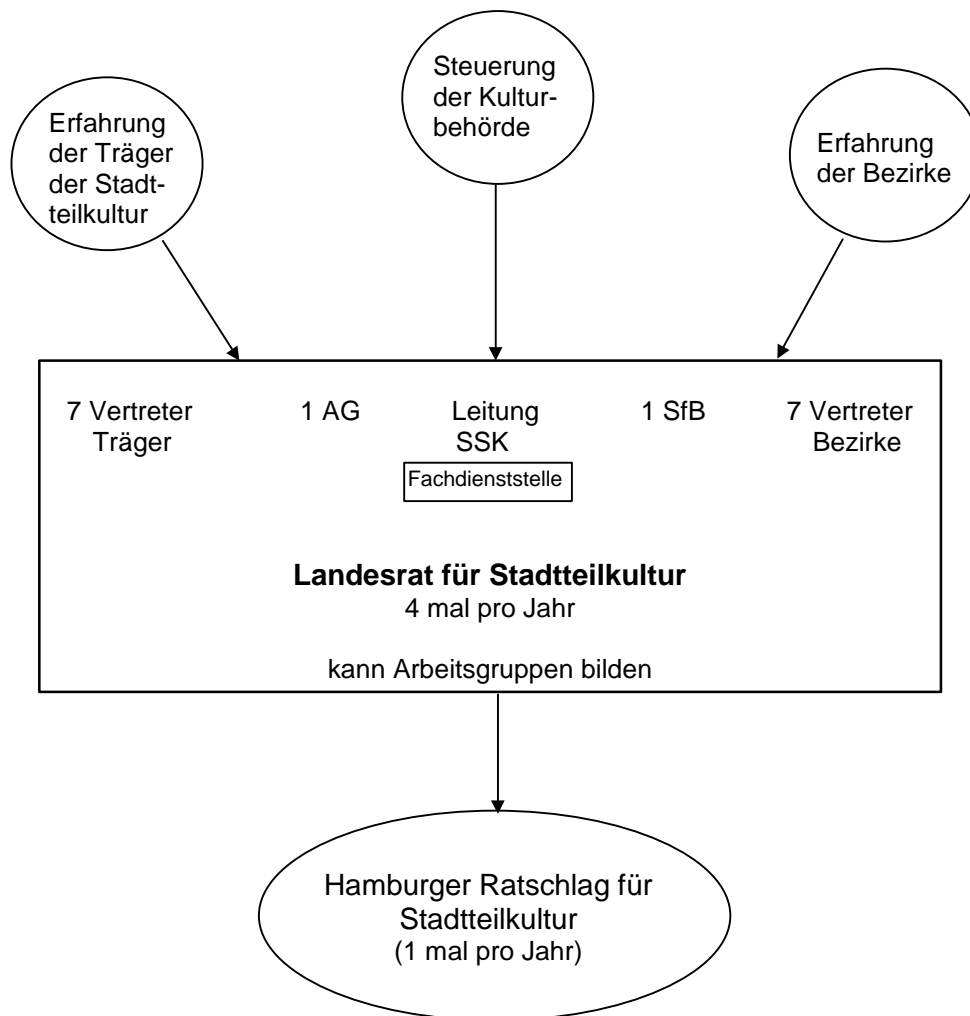 Erfahrung
der Träger
der Stadt-
teilkultur
Steuerung
der Kultur-
behörde
Erfahrung
der Bezirke
7 Vertreter
Träger
1 AG
Leitung
SSK
Fachdienststelle
1 SfB
7 Vertreter
Bezirke
Landesrat für Stadtteilkultur
4 mal pro Jahr
kann Arbeitsgruppen bilden
Hamburger Ratschlag für
Stadtteilkultur
(1 mal pro Jahr)